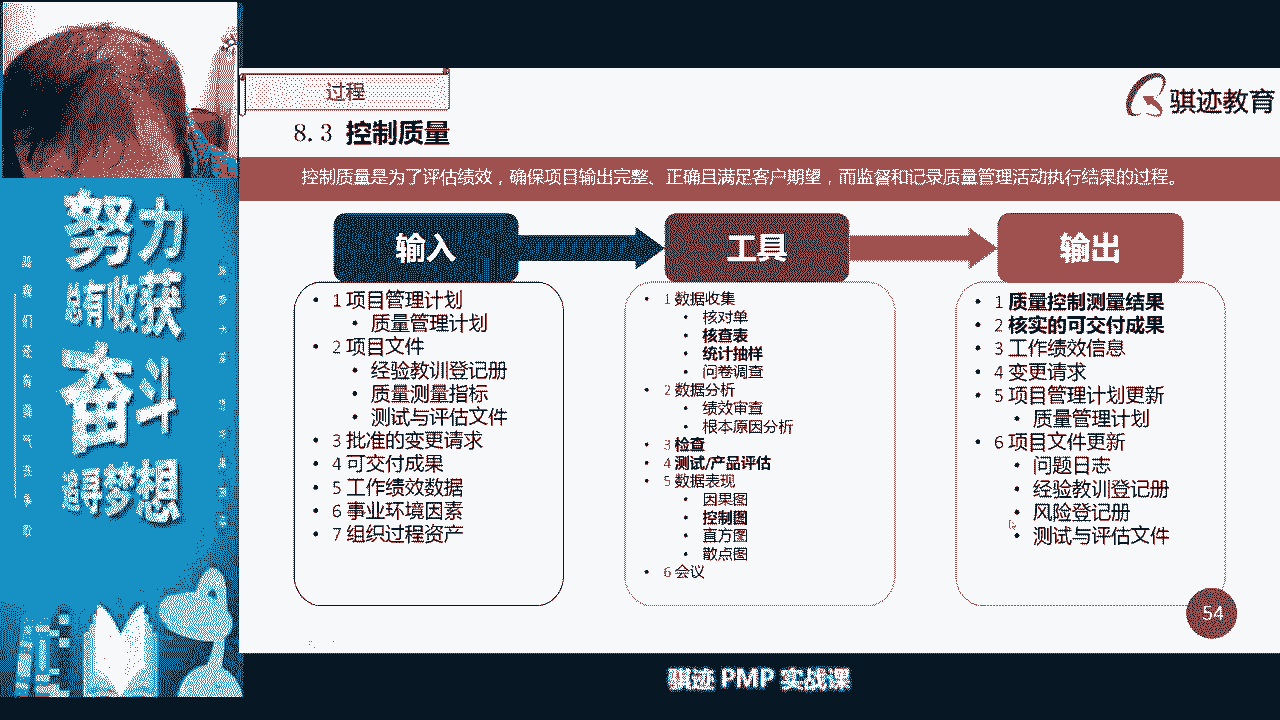 过程
骐迹教育
8.3 控制质量
控制质量是为了评估绩效，确保项目输出完整、正确且满足客户期望，而监督和记录质量管理活动执行结果的过程。
输入
• 1 项目管理计划
• 质量管理计划
• 2 项目文件
• 经验教训登记册
• 质量测量指标
• 测试与评估文件
• 3 批准的变更请求
• 4 可交付成果
• 5 工作绩效数据
• 6 事业环境因素
• 7 组织过程资产
工具
• 1 数据收集
• 核对单
• 核查表
• 统计抽样
• 问卷调查
• 2 数据分析
• 绩效审查
• 根本原因分析
• 3 检查
• 4 测试/产品评估
• 5 数据表现
• 因果图
• 控制图
• 直方图
• 散点图
• 6 会议
输出
• 1 质量控制测量结果
• 2 核实的可交付成果
• 3 工作绩效信息
• 4 变更请求
• 5 项目管理计划更新
• 质量管理计划
• 6 项目文件更新
• 问题日志
• 经验教训登记册
• 风险登记册
• 测试与评估文件
54
努力
总有收获
奋斗
追寻梦想
骐迹 PMP 实战课